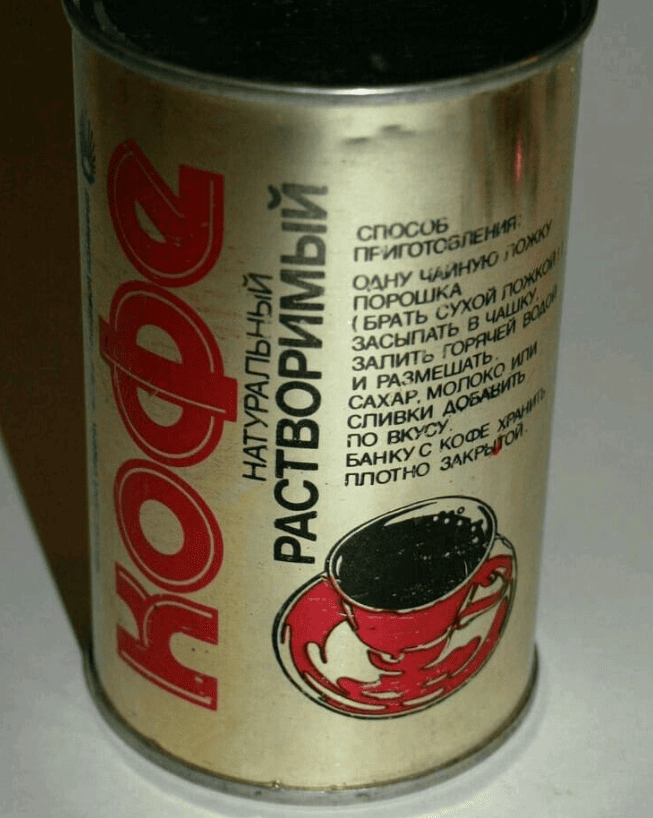 кофе
НАТУРАЛЬНЫЙ
РАСТВОРИМЫЙ
СПОСОБ
ПРИГОТОВЛЕНИЯ:
ОДНУ ЧАЙНУЮ ЛОЖКУ
ПОРОШКА
(БРАТЬ СУХОЙ ЛОЖКОЙ)
ЗАСЫПАТЬ В ЧАШКУ,
ЗАЛИТЬ ГОРЯЧЕЙ ВОДОЙ
И РАЗМЕШАТЬ.
САХАР, МОЛОКО ИЛИ
СЛИВКИ ДОБАВИТЬ
ПО ВКУСУ.
БАНКУ С КОФЕ ХРАНИТЬ
ПЛОТНО ЗАКРЫТОЙ.